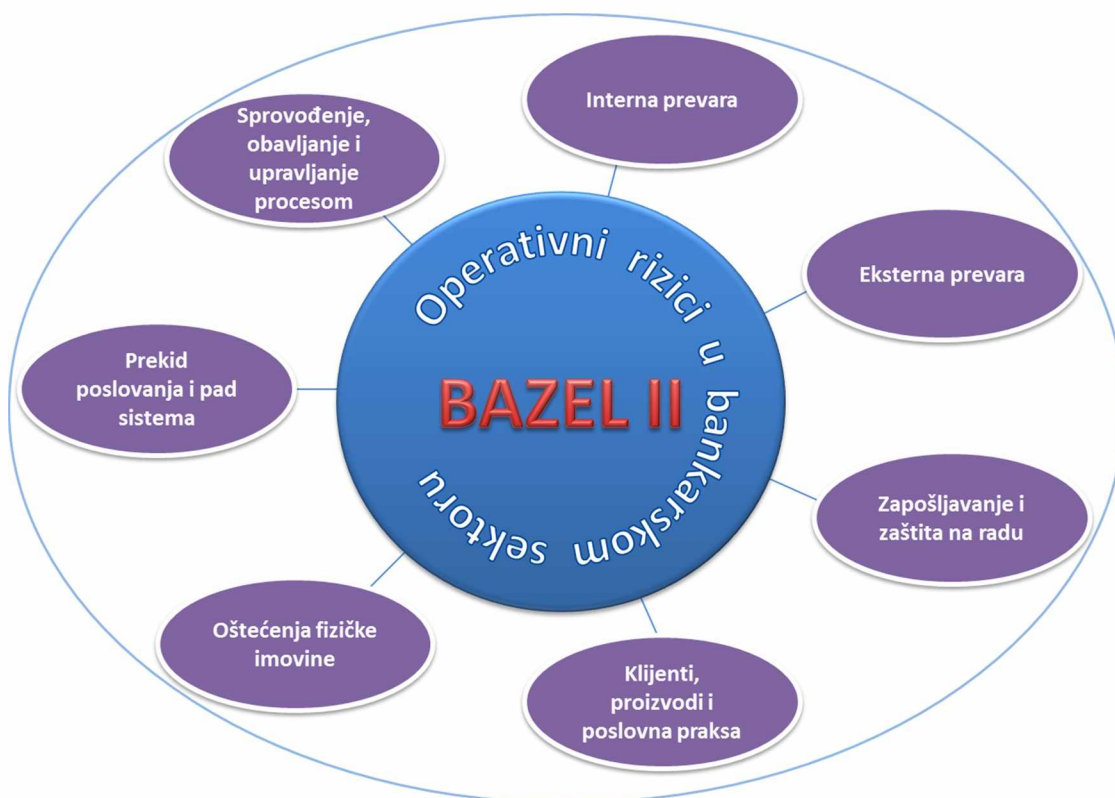 Operativni rizici u bankarskom sektoru
BAZEL II
Interna prevara
Eksterna prevara
Zapošljavanje i
zaštita na radu
Klijenti,
proizvodi i
poslovna praksa
Oštećenja fizičke
imovine
Prekid
poslovanja i pad
sistema
Sprovođenje,
obavljanje i
upravljanje
procesom